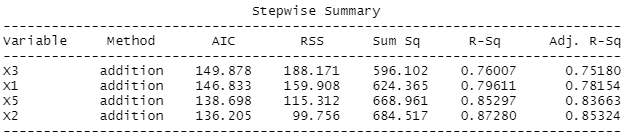 Stepwise Summary
-----------------------------------------------------------------------------------------
Variable Method AIC RSS Sum Sq R-Sq Adj. R-Sq
-----------------------------------------------------------------------------------------
X3 addition 149.878 188.171 596.102 0.76007 0.75180
X1 addition 146.833 159.908 624.365 0.79611 0.78154
X5 addition 138.698 115.312 668.961 0.85297 0.83663
X2 addition 136.205 99.756 684.517 0.87280 0.85324
-----------------------------------------------------------------------------------------